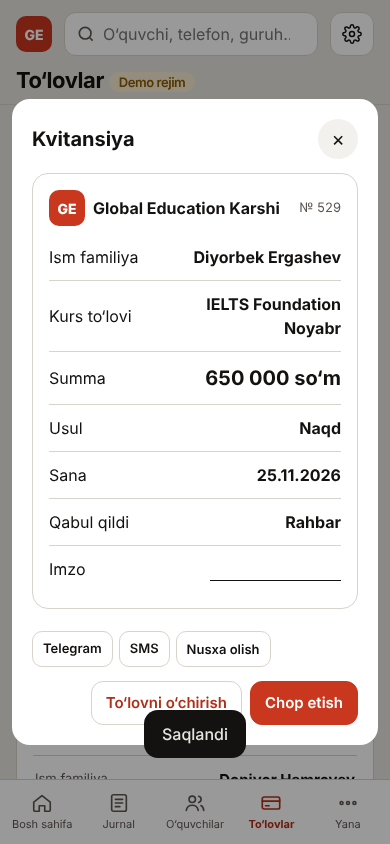 GE
O‘quvchi, telefon, guruh..
To‘lovlar
Demo rejim
Kvitansiya
×
GE Global Education Karshi № 529
Ism familiya Diyorbek Ergashev
Kurs to‘lovi IELTS Foundation
Noyabr
Summa 650 000 so‘m
Usul Naqd
Sana 25.11.2026
Qabul qildi Rahbar
Imzo
Telegram SMS Nusxa olish
To‘lovni o‘chirish Chop etish
Saqlandi
Ism familiya
Bosh sahifa Jurnal O‘quvchilar To‘lovlar Yana